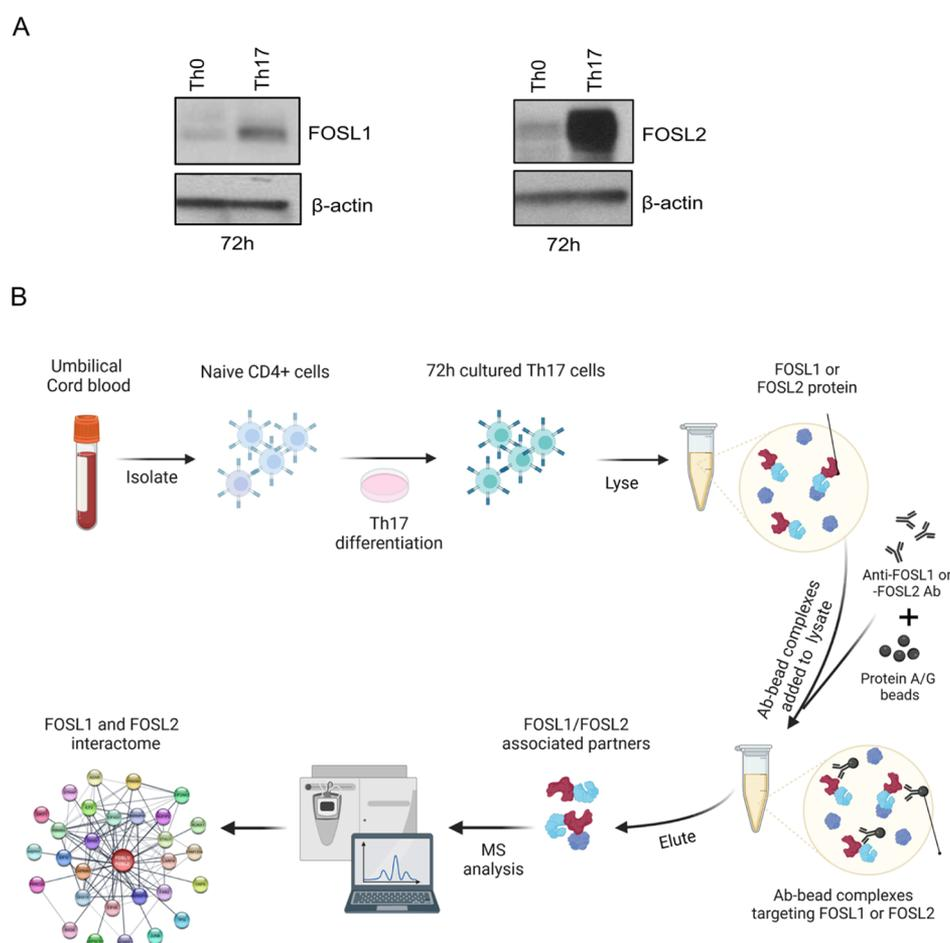 A
Th0
Th17
FOSL1
β-actin
72h
Th0
Th17
FOSL2
β-actin
72h
B
Umbilical
Cord blood
Isolate
Naive CD4+ cells
Th17
differentiation
72h cultured Th17 cells
Lyse
FOSL1 or
FOSL2 protein
Anti-FOSL1 or
-FOSL2 Ab
+
Protein A/G
beads
Ab-bead complexes
added to lysate
Ab-bead complexes
targeting FOSL1 or FOSL2
Elute
FOSL1/FOSL2
associated partners
MS
analysis
FOSL1 and FOSL2
interactome